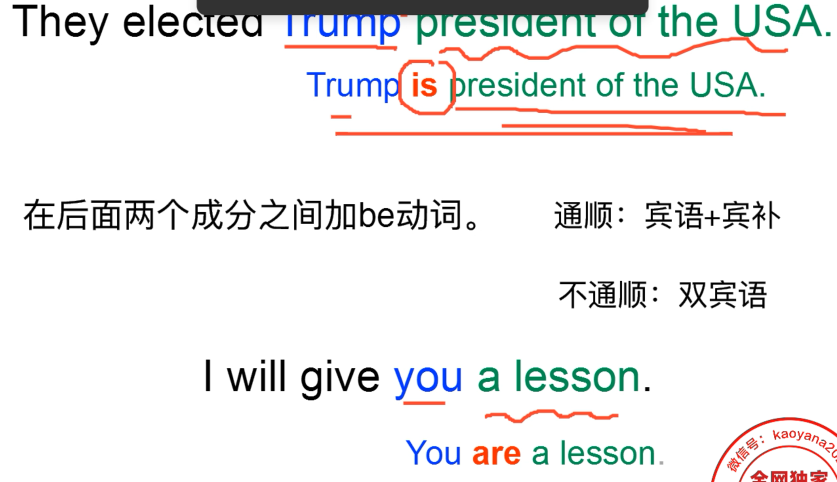 They elected Trump president of the USA.
Trump is president of the USA.
在后面两个成分之间加be动词。 通顺：宾语+宾补
不通顺：双宾语
I will give you a lesson.
You are a lesson.
微信号：kaoyana20
全网独家